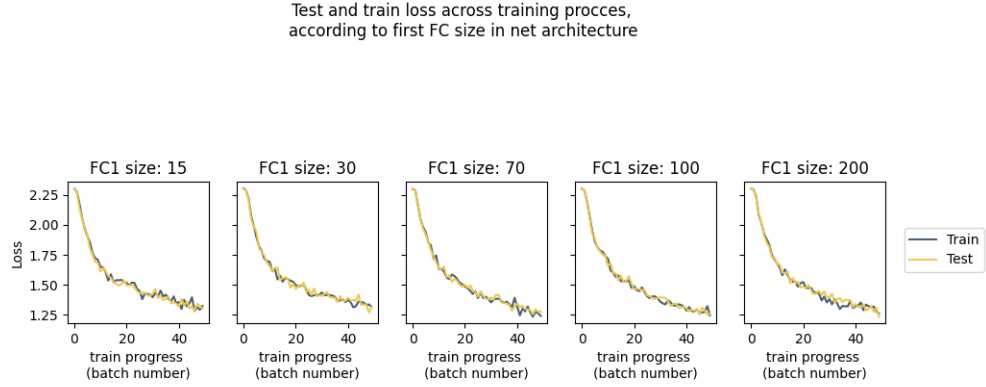 Test and train loss across training procces,
according to first FC size in net architecture
FC1 size: 15
FC1 size: 30
FC1 size: 70
FC1 size: 100
FC1 size: 200
2.25
2.00
1.75
1.50
1.25
Loss
0 20 40
0 20 40
0 20 40
0 20 40
0 20 40
train progress
(batch number)
train progress
(batch number)
train progress
(batch number)
train progress
(batch number)
train progress
(batch number)
Train
Test